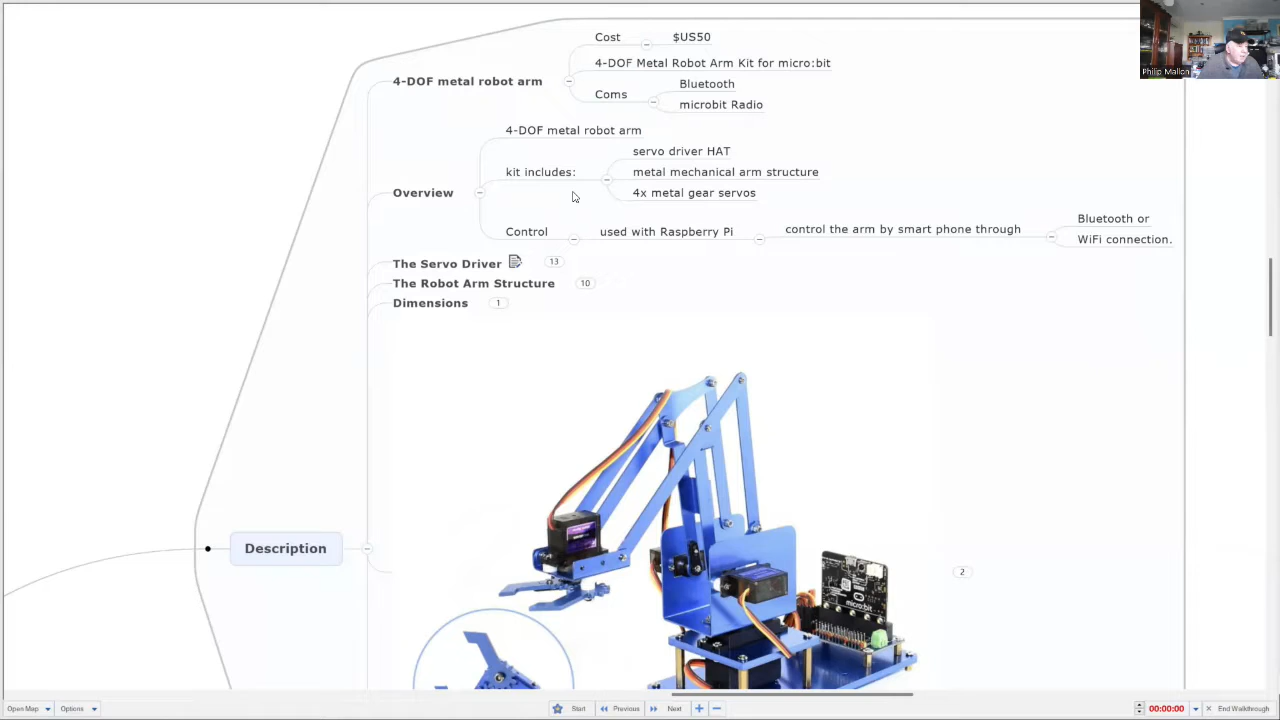 Philip Mallon
Cost
$US50
4-DOF metal robot arm
4-DOF Metal Robot Arm Kit for micro:bit
Coms
Bluetooth
microbit Radio
Overview
4-DOF metal robot arm
kit includes:
servo driver HAT
metal mechanical arm structure
4x metal gear servos
Control
used with Raspberry Pi
control the arm by smart phone through
Bluetooth or
WiFi connection.
The Servo Driver
13
The Robot Arm Structure
10
Dimensions
1
Description
2
micro:bit
Open Map
Options
Start
Previous
Next
00:00:00
End Walkthrough